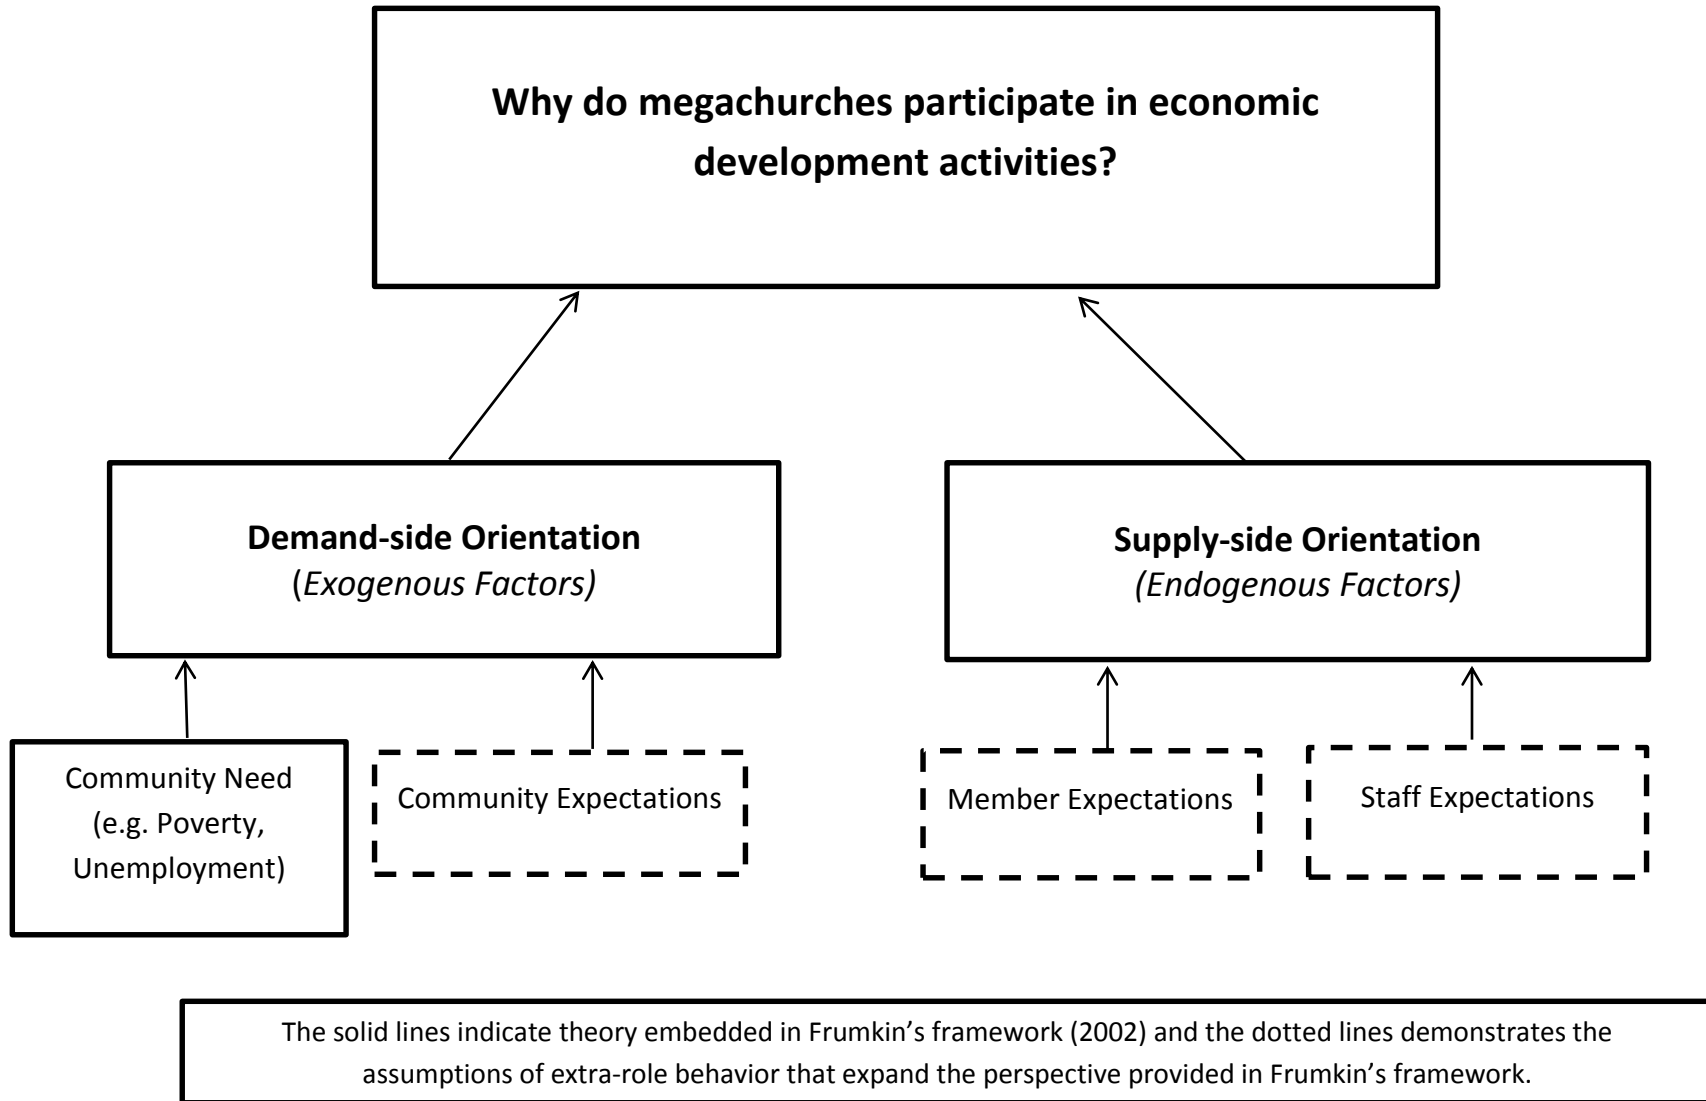 Why do megachurches participate in economic
development activities?
Demand-side Orientation
(Exogenous Factors)
Supply-side Orientation
(Endogenous Factors)
Community Need
(e.g. Poverty,
Unemployment)
Community Expectations
Member Expectations
Staff Expectations
The solid lines indicate theory embedded in Frumkin’s framework (2002) and the dotted lines demonstrates the
assumptions of extra-role behavior that expand the perspective provided in Frumkin’s framework.